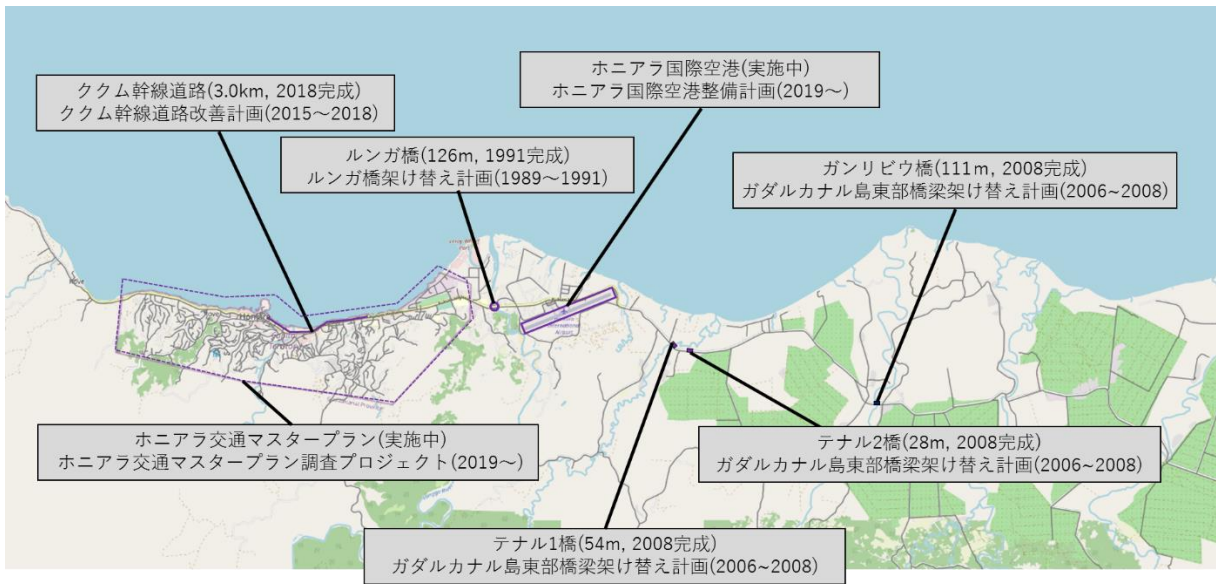 ホニアラ国際空港(実施中)
ホニアラ国際空港整備計画(2019～)
ククム幹線道路(3.0km, 2018完成)
ククム幹線道路改善計画(2015～2018)
ルンガ橋(126m, 1991完成)
ルンガ橋架け替え計画(1989～1991)
ガンリビウ橋(111m, 2008完成)
ガダルカナル島東部橋梁架け替え計画(2006~2008)
ホニアラ交通マスタープラン(実施中)
ホニアラ交通マスタープラン調査プロジェクト(2019～)
テナル2橋(28m, 2008完成)
ガダルカナル島東部橋梁架け替え計画(2006~2008)
テナル1橋(54m, 2008完成)
ガダルカナル島東部橋梁架け替え計画(2006~2008)